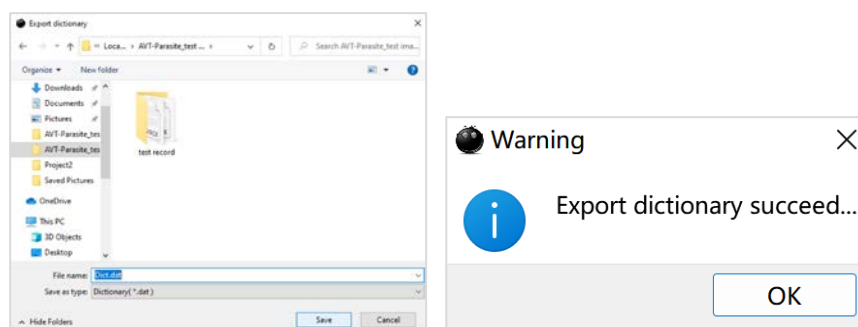 Export dictionary
Loca... › AVT-Parasite_test ... ›
Search AVT-Parasite_test ima...
Organize
New folder
Downloads
Documents
Pictures
AVT-Parasite_tes
AVT-Parasite_tes
Project2
Saved Pictures
OneDrive
This PC
3D Objects
Desktop
test record
File name: Dict.dat
Save as type: Dictionary( *.dat )
Hide Folders
Save
Cancel
Warning
Export dictionary succeed...
OK